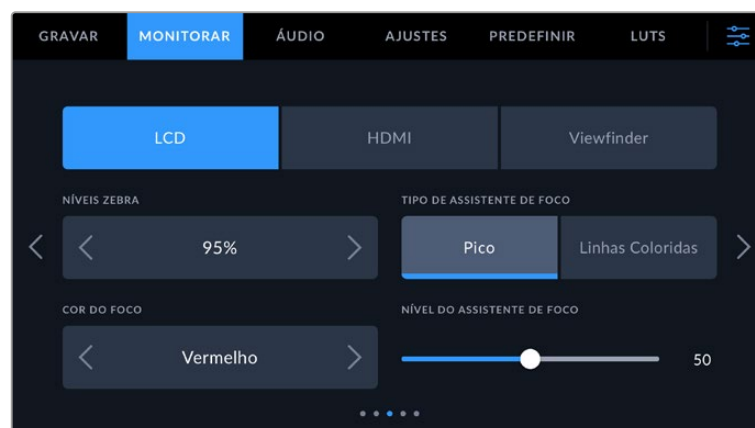 GRAVAR MONITORAR ÁUDIO AJUSTES PREDEFINIR LUTS
LCD HDMI Viewfinder
NÍVEIS ZEBRA TIPO DE ASSISTENTE DE FOCO
95% Pico Linhas Coloridas
COR DO FOCO NÍVEL DO ASSISTENTE DE FOCO
Vermelho 50